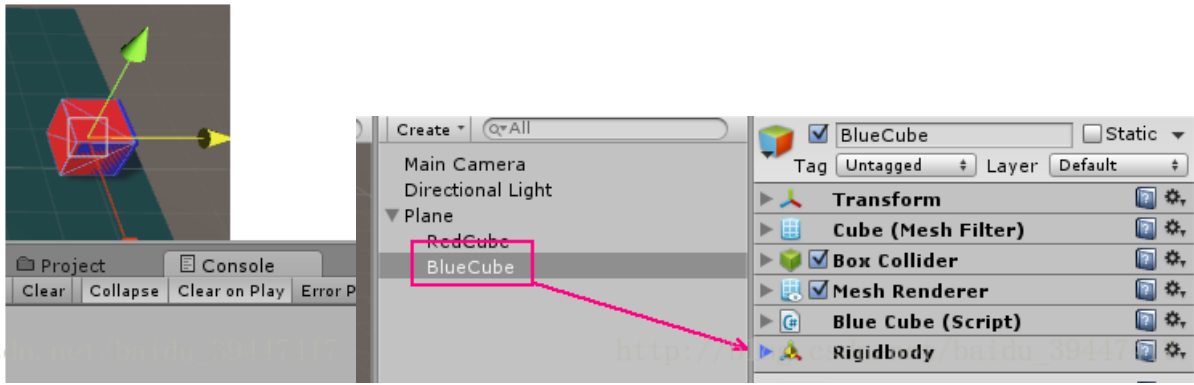 Create
All
BlueCube
Static
Tag Untagged Layer Default
Main Camera
Directional Light
Plane
RedCube
BlueCube
Transform
Cube (Mesh Filter)
Box Collider
Mesh Renderer
Blue Cube (Script)
Rigidbody
Project
Console
Clear
Collapse
Clear on Play
Error P